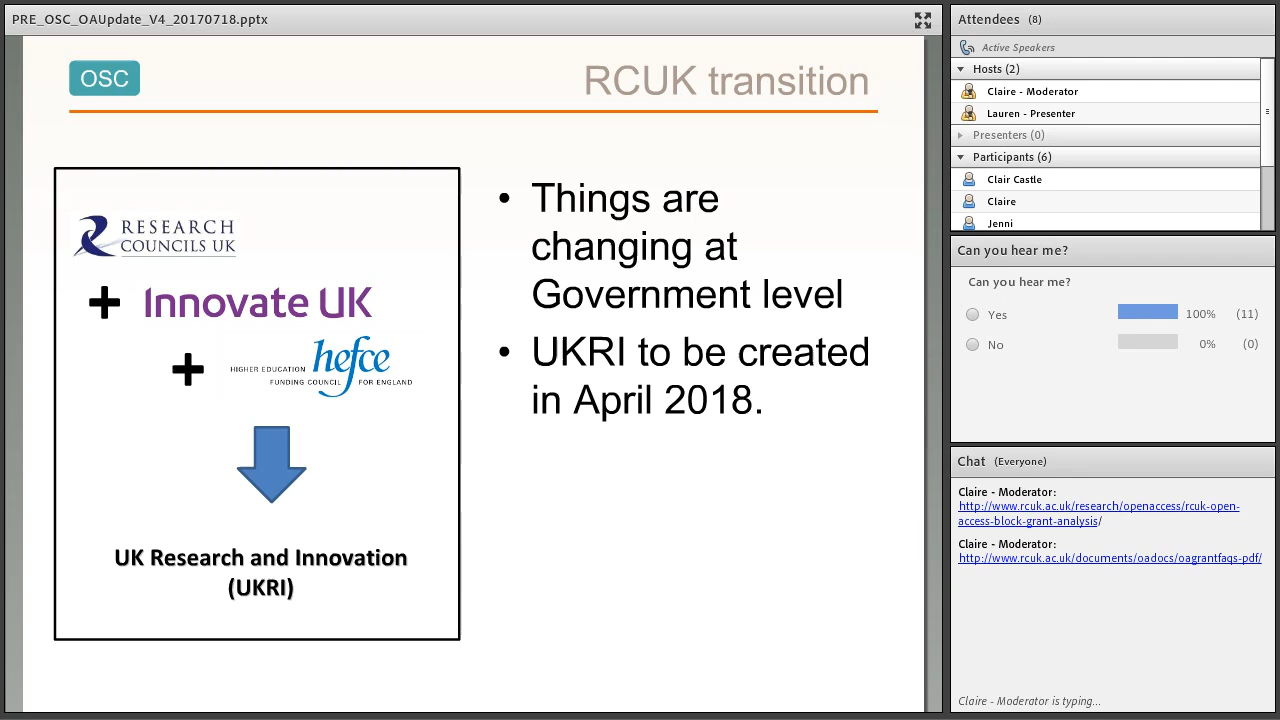 PRE_OSC_OAUpdate_V4_20170718.pptx
OSC
RCUK transition
RESEARCH
COUNCILS UK
+ Innovate UK
+ HIGHER EDUCATION hefce
FUNDING COUNCIL FOR ENGLAND
UK Research and Innovation
(UKRI)
• Things are
changing at
Government level
• UKRI to be created
in April 2018.
Attendees (8)
Active Speakers
Hosts (2)
Claire - Moderator
Lauren - Presenter
Presenters (0)
Participants (6)
Clair Castle
Claire
Jenni
Can you hear me?
Can you hear me?
Yes 100% (11)
No 0% (0)
Chat (Everyone)
Claire - Moderator:
http://www.rcuk.ac.uk/research/openaccess/rcuk-open-
access-block-grant-analysis/
Claire - Moderator:
http://www.rcuk.ac.uk/documents/oadocs/oagrantfaqs-pdf/
Claire - Moderator is typing...